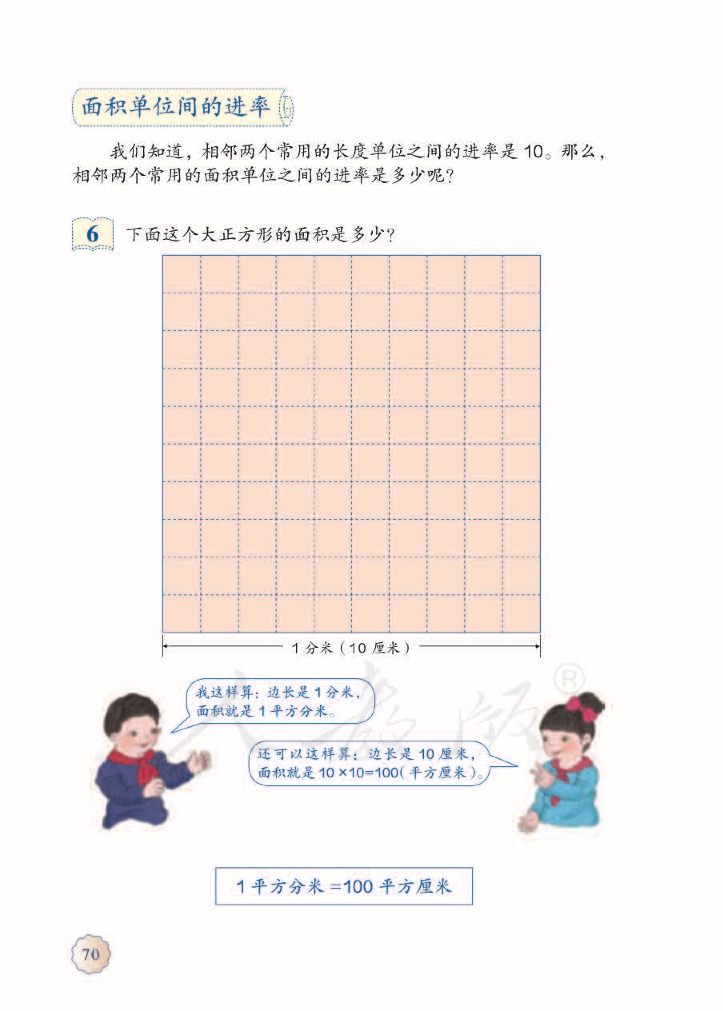 面积单位间的进率
我们知道，相邻两个常用的长度单位之间的进率是 10。那么，
相邻两个常用的面积单位之间的进率是多少呢？
6 下面这个大正方形的面积是多少？
1 分米（10 厘米）
我这样算：边长是 1 分米，
面积就是 1 平方分米。
还可以这样算：边长是 10 厘米，
面积就是 10 ×10=100（平方厘米）。
人教版®
1 平方分米 =100 平方厘米
70